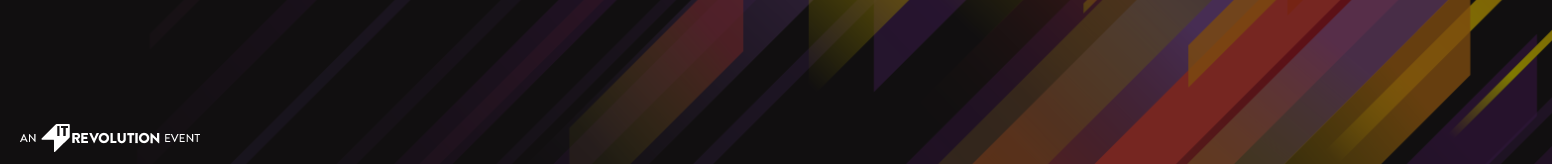 AN IT REVOLUTION EVENT